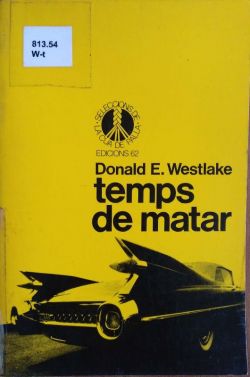 813.54
W-t
SELECCIONS DE
LA CUA DE PALLA
EDICIONS 62
Donald E. Westlake
temps
de matar